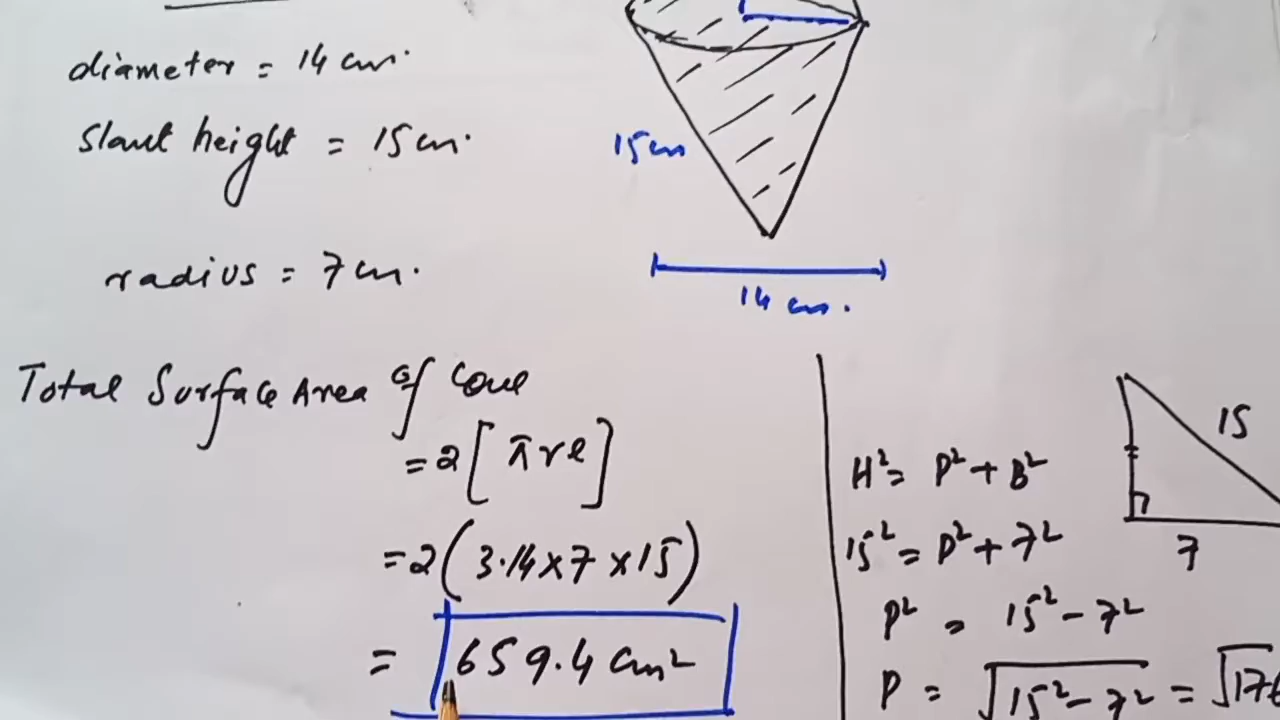 diameter = 14 cm.
Slant height = 15 cm.
radius = 7 cm.
15 cm
14 cm.
Total Surface Area of Cone
= 2[πrl]
= 2(3.14×7×15)
= 659.4 cm²
H² = P² + B²
15² = P² + 7²
P² = 15² - 7²
P = √15² - 7² = √176
15
7